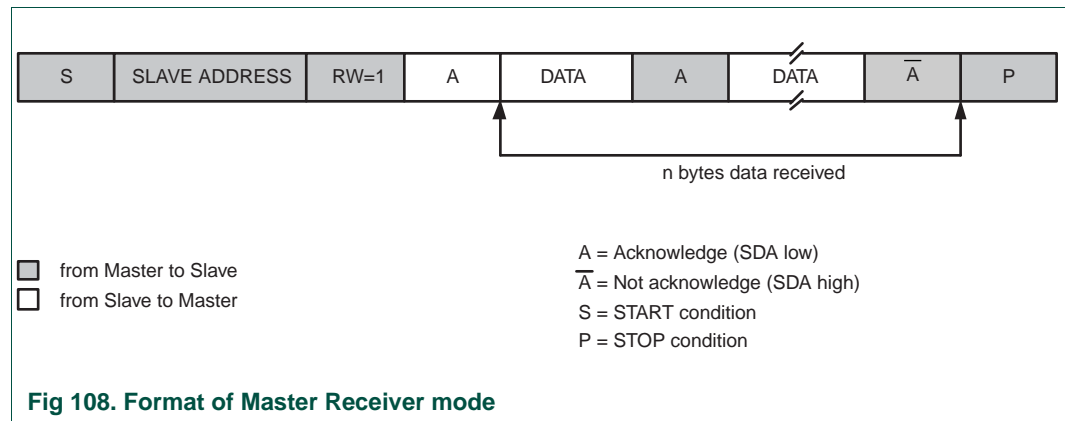 S SLAVE ADDRESS RW=1 A DATA A DATA A̅ P
n bytes data received
from Master to Slave
from Slave to Master
A = Acknowledge (SDA low)
A̅ = Not acknowledge (SDA high)
S = START condition
P = STOP condition
Fig 108. Format of Master Receiver mode